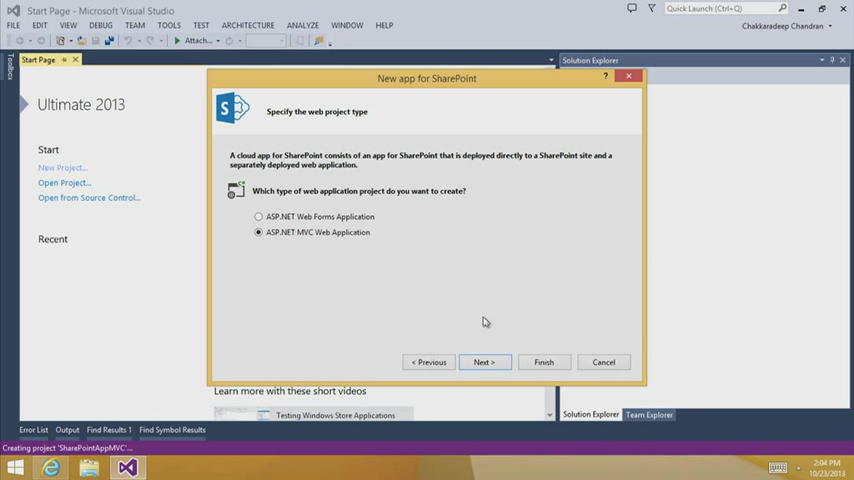 Start Page - Microsoft Visual Studio
Quick Launch (Ctrl+Q)
FILE EDIT VIEW DEBUG TEAM TOOLS TEST ARCHITECTURE ANALYZE WINDOW HELP
Chakkaradeep Chandran
Attach...
Toolbox
Start Page
Solution Explorer
New app for SharePoint
?
S
Specify the web project type
Ultimate 2013
Start
New Project...
Open Project...
Open from Source Control...
Recent
A cloud app for SharePoint consists of an app for SharePoint that is deployed directly to a SharePoint site and a
separately deployed web application.
Which type of web application project do you want to create?
ASP.NET Web Forms Application
ASP.NET MVC Web Application
< Previous Next > Finish Cancel
Learn more with these short videos
Testing Windows Store Applications
Solution Explorer Team Explorer
Error List Output Find Results 1 Find Symbol Results
Creating project 'SharePointAppMVC'...
2:04 PM
10/23/2013